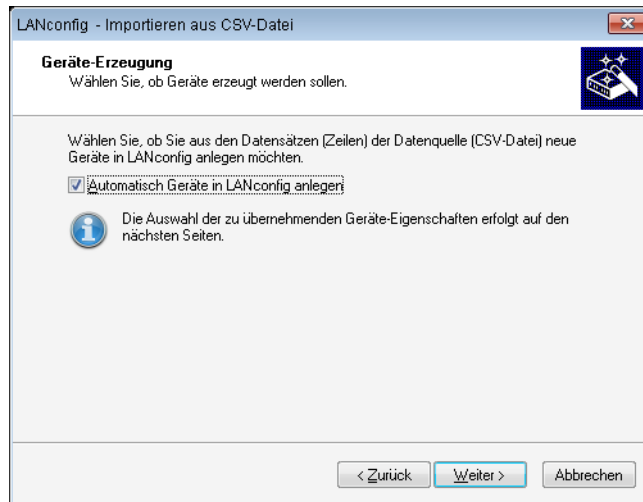 LANconfig - Importieren aus CSV-Datei
Geräte-Erzeugung
Wählen Sie, ob Geräte erzeugt werden sollen.
Wählen Sie, ob Sie aus den Datensätzen (Zeilen) der Datenquelle (CSV-Datei) neue
Geräte in LANconfig anlegen möchten.
Automatisch Geräte in LANconfig anlegen
Die Auswahl der zu übernehmenden Geräte-Eigenschaften erfolgt auf den
nächsten Seiten.
< Zurück Weiter > Abbrechen